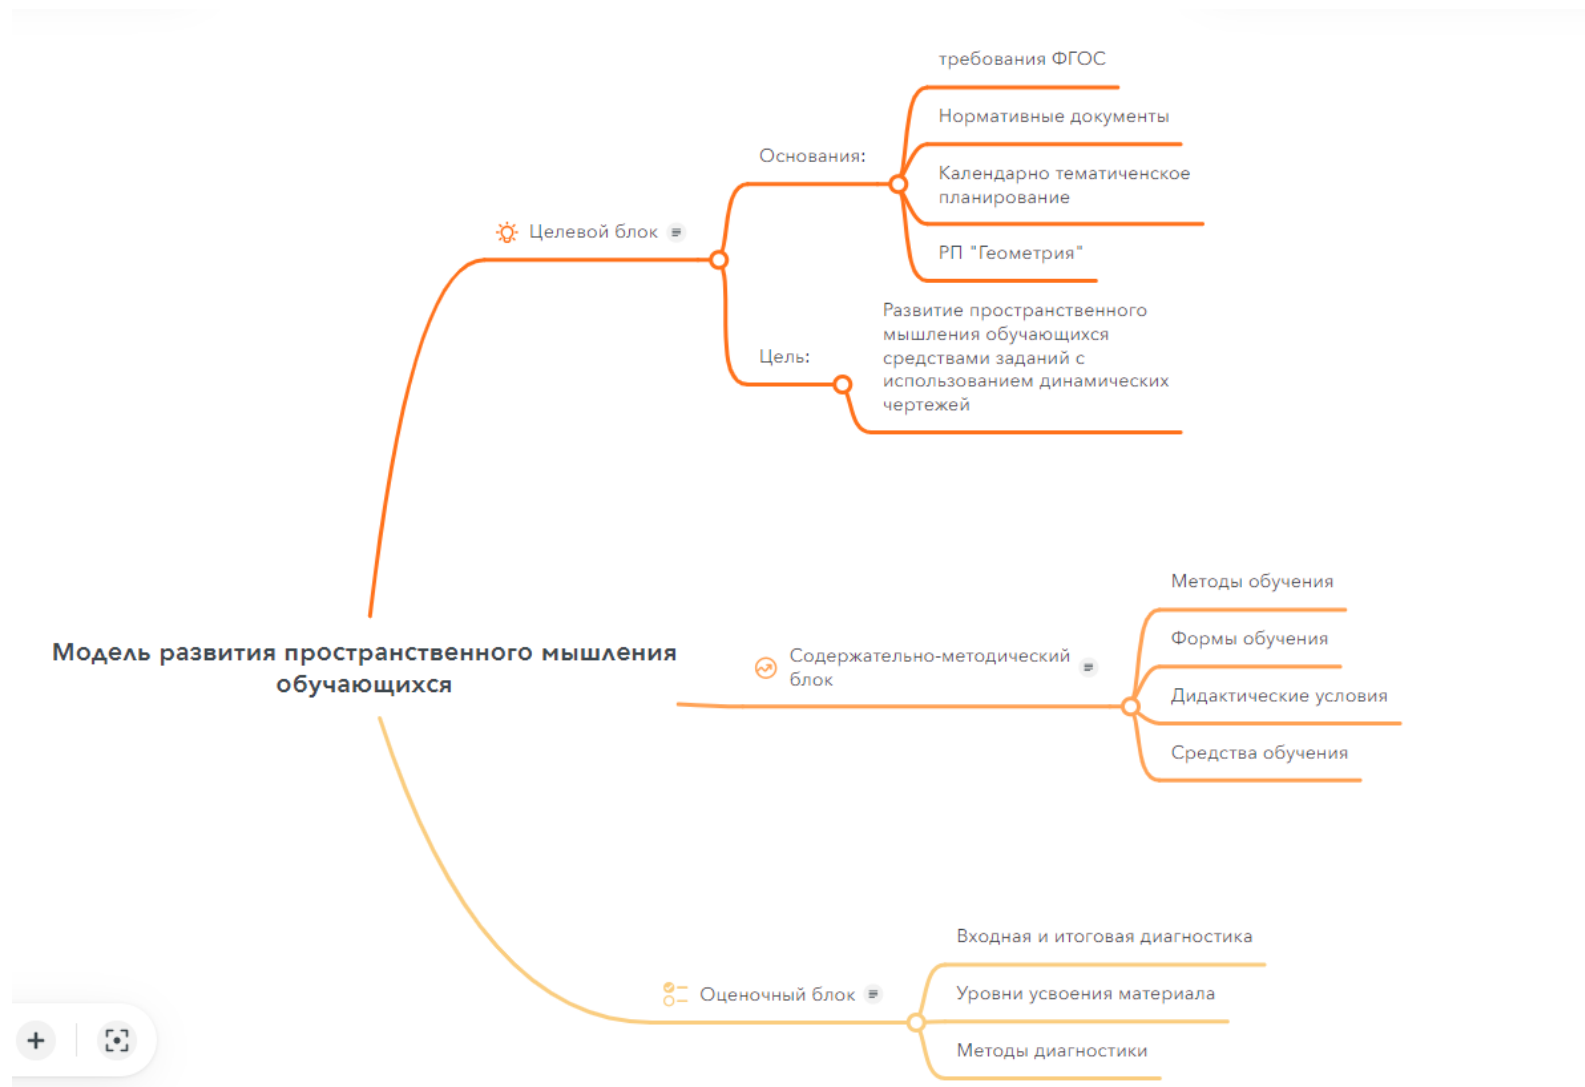 требования ФГОС
Нормативные документы
Основания:
Календарно тематиченское
планирование
Целевой блок
РП "Геометрия"
Развитие пространственного
мышления обучающихся
Цель:
средствами заданий с
использованием динамических
чертежей
Методы обучения
Формы обучения
Модель развития пространственного мышления
обучающихся
Содержательно-методический
блок
Дидактические условия
Средства обучения
Входная и итоговая диагностика
Оценочный блок
Уровни усвоения материала
Методы диагностики